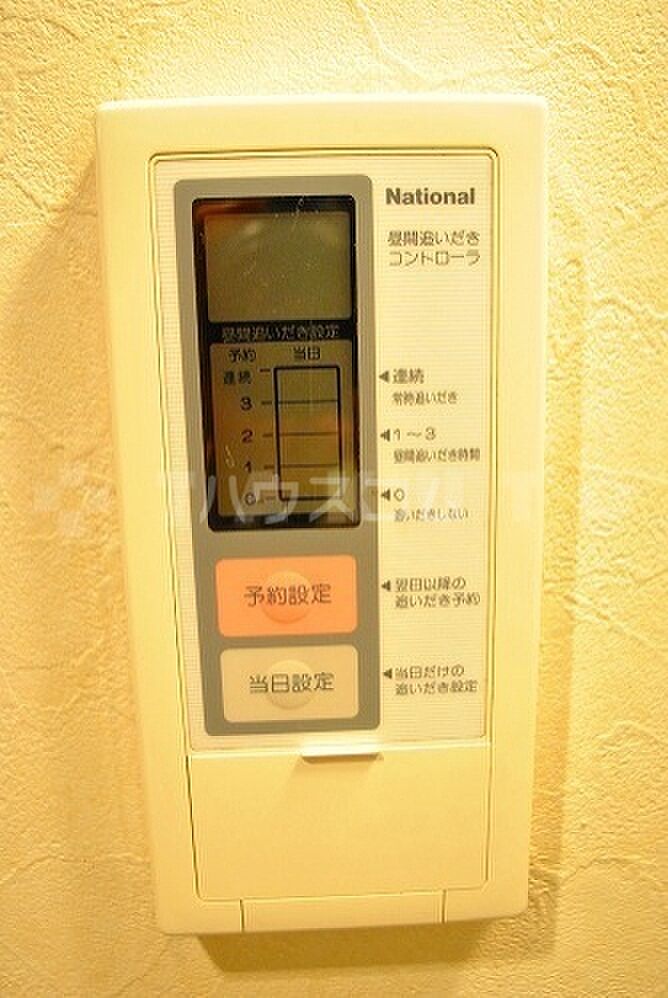 National
昼間追いだき
コントローラ
昼間追いだき設定
予約 当日
連続
3
2
1
0
連続
常時追いだき
1～3
昼間追いだき時間
0
追いだきしない
予約設定
翌日以降の
追いだき予約
当日設定
当日だけの
追いだき設定